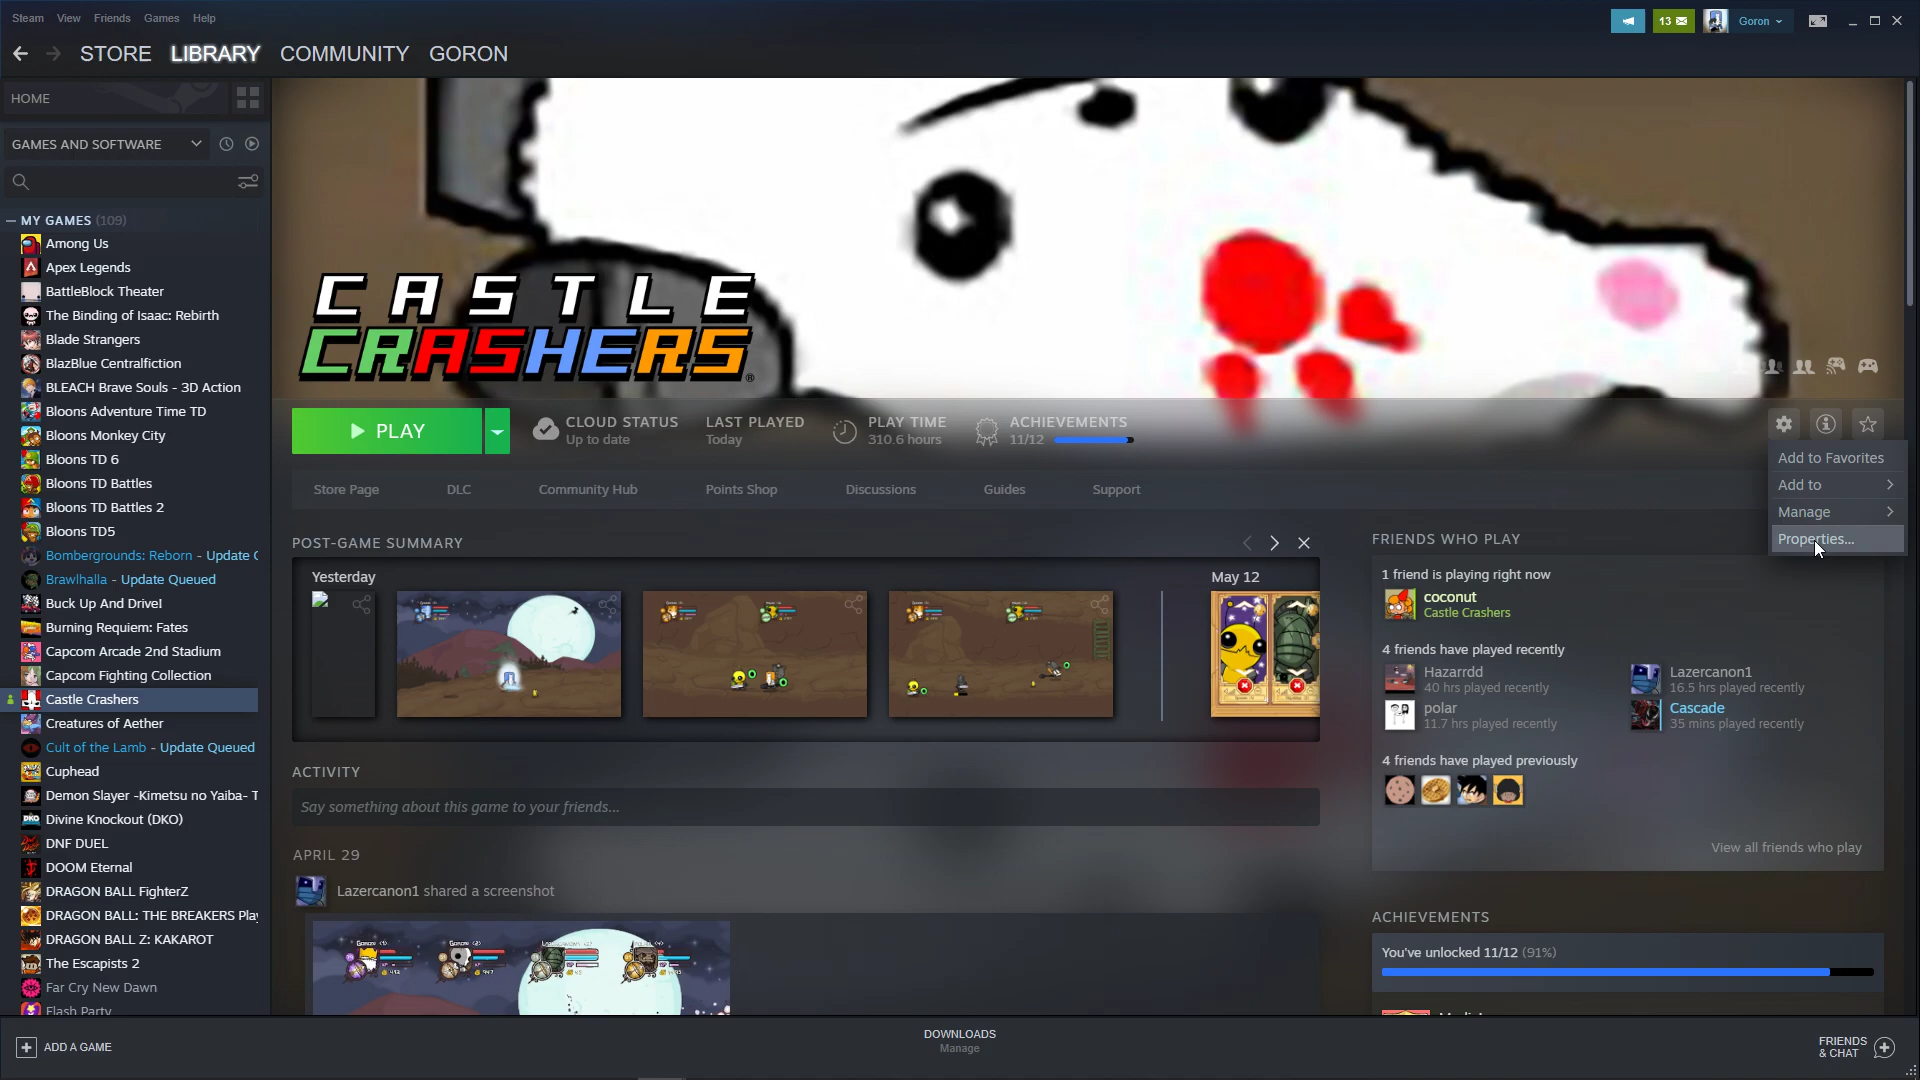 Steam View Friends Games Help
13
Goron
STORE LIBRARY COMMUNITY GORON
HOME
GAMES AND SOFTWARE
MY GAMES (109)
Among Us
Apex Legends
BattleBlock Theater
The Binding of Isaac: Rebirth
Blade Strangers
BlazBlue Centralfiction
BLEACH Brave Souls - 3D Action
Bloons Adventure Time TD
Bloons Monkey City
Bloons TD 6
Bloons TD Battles
Bloons TD Battles 2
Bloons TD5
Bombergrounds: Reborn - Update
Brawlhalla - Update Queued
Buck Up And Drive!
Burning Requiem: Fates
Capcom Arcade 2nd Stadium
Capcom Fighting Collection
Castle Crashers
Creatures of Aether
Cult of the Lamb - Update Queued
Cuphead
Demon Slayer -Kimetsu no Yaiba- T
Divine Knockout (DKO)
DNF DUEL
DOOM Eternal
DRAGON BALL FighterZ
DRAGON BALL: THE BREAKERS Play
DRAGON BALL Z: KAKAROT
The Escapists 2
Far Cry New Dawn
Flash Party
ADD A GAME
CASTLE
CRASHERS®
PLAY
CLOUD STATUS
Up to date
LAST PLAYED
Today
PLAY TIME
310.6 hours
ACHIEVEMENTS
11/12
Add to Favorites
Add to
Manage
Properties...
Store Page DLC Community Hub Points Shop Discussions Guides Support
POST-GAME SUMMARY
Yesterday
May 12
ACTIVITY
Say something about this game to your friends...
APRIL 29
Lazercanon1 shared a screenshot
FRIENDS WHO PLAY
1 friend is playing right now
coconut
Castle Crashers
4 friends have played recently
Hazarrdd
40 hrs played recently
Lazercanon1
16.5 hrs played recently
polar
11.7 hrs played recently
Cascade
35 mins played recently
4 friends have played previously
View all friends who play
ACHIEVEMENTS
You've unlocked 11/12 (91%)
DOWNLOADS
Manage
FRIENDS
& CHAT